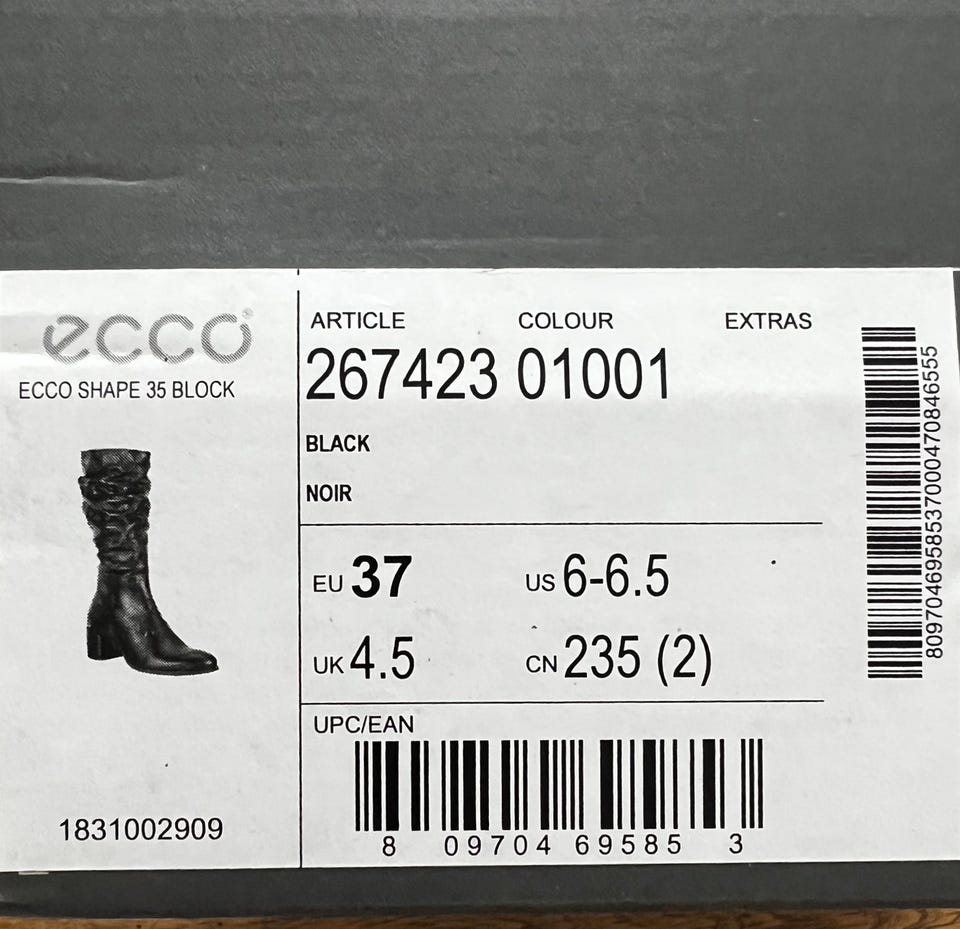 ecco®
ECCO SHAPE 35 BLOCK
1831002909
ARTICLE COLOUR EXTRAS
267423 01001
BLACK
NOIR
EU 37 US 6-6.5
UK 4.5 CN 235 (2)
UPC/EAN
8 09704 69585 3
8097046958537000470846555